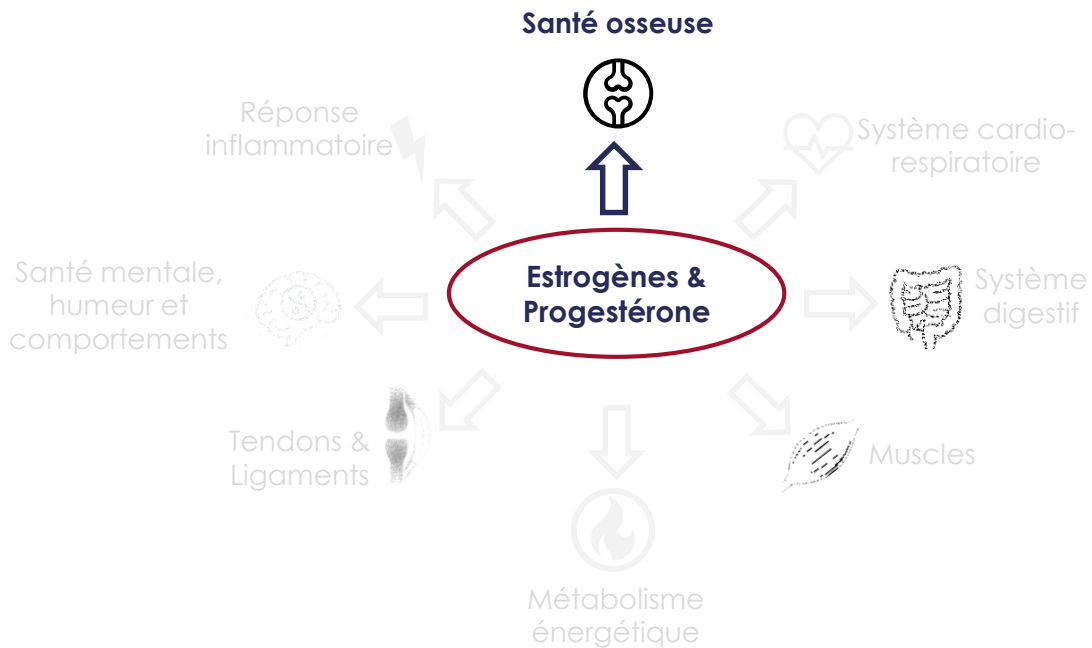 Santé osseuse
Réponse
inflammatoire
Système cardio-
respiratoire
Santé mentale,
humeur et
comportements
Estrogènes &
Progestérone
Système
digestif
Tendons &
Ligaments
Muscles
Métabolisme
énergétique